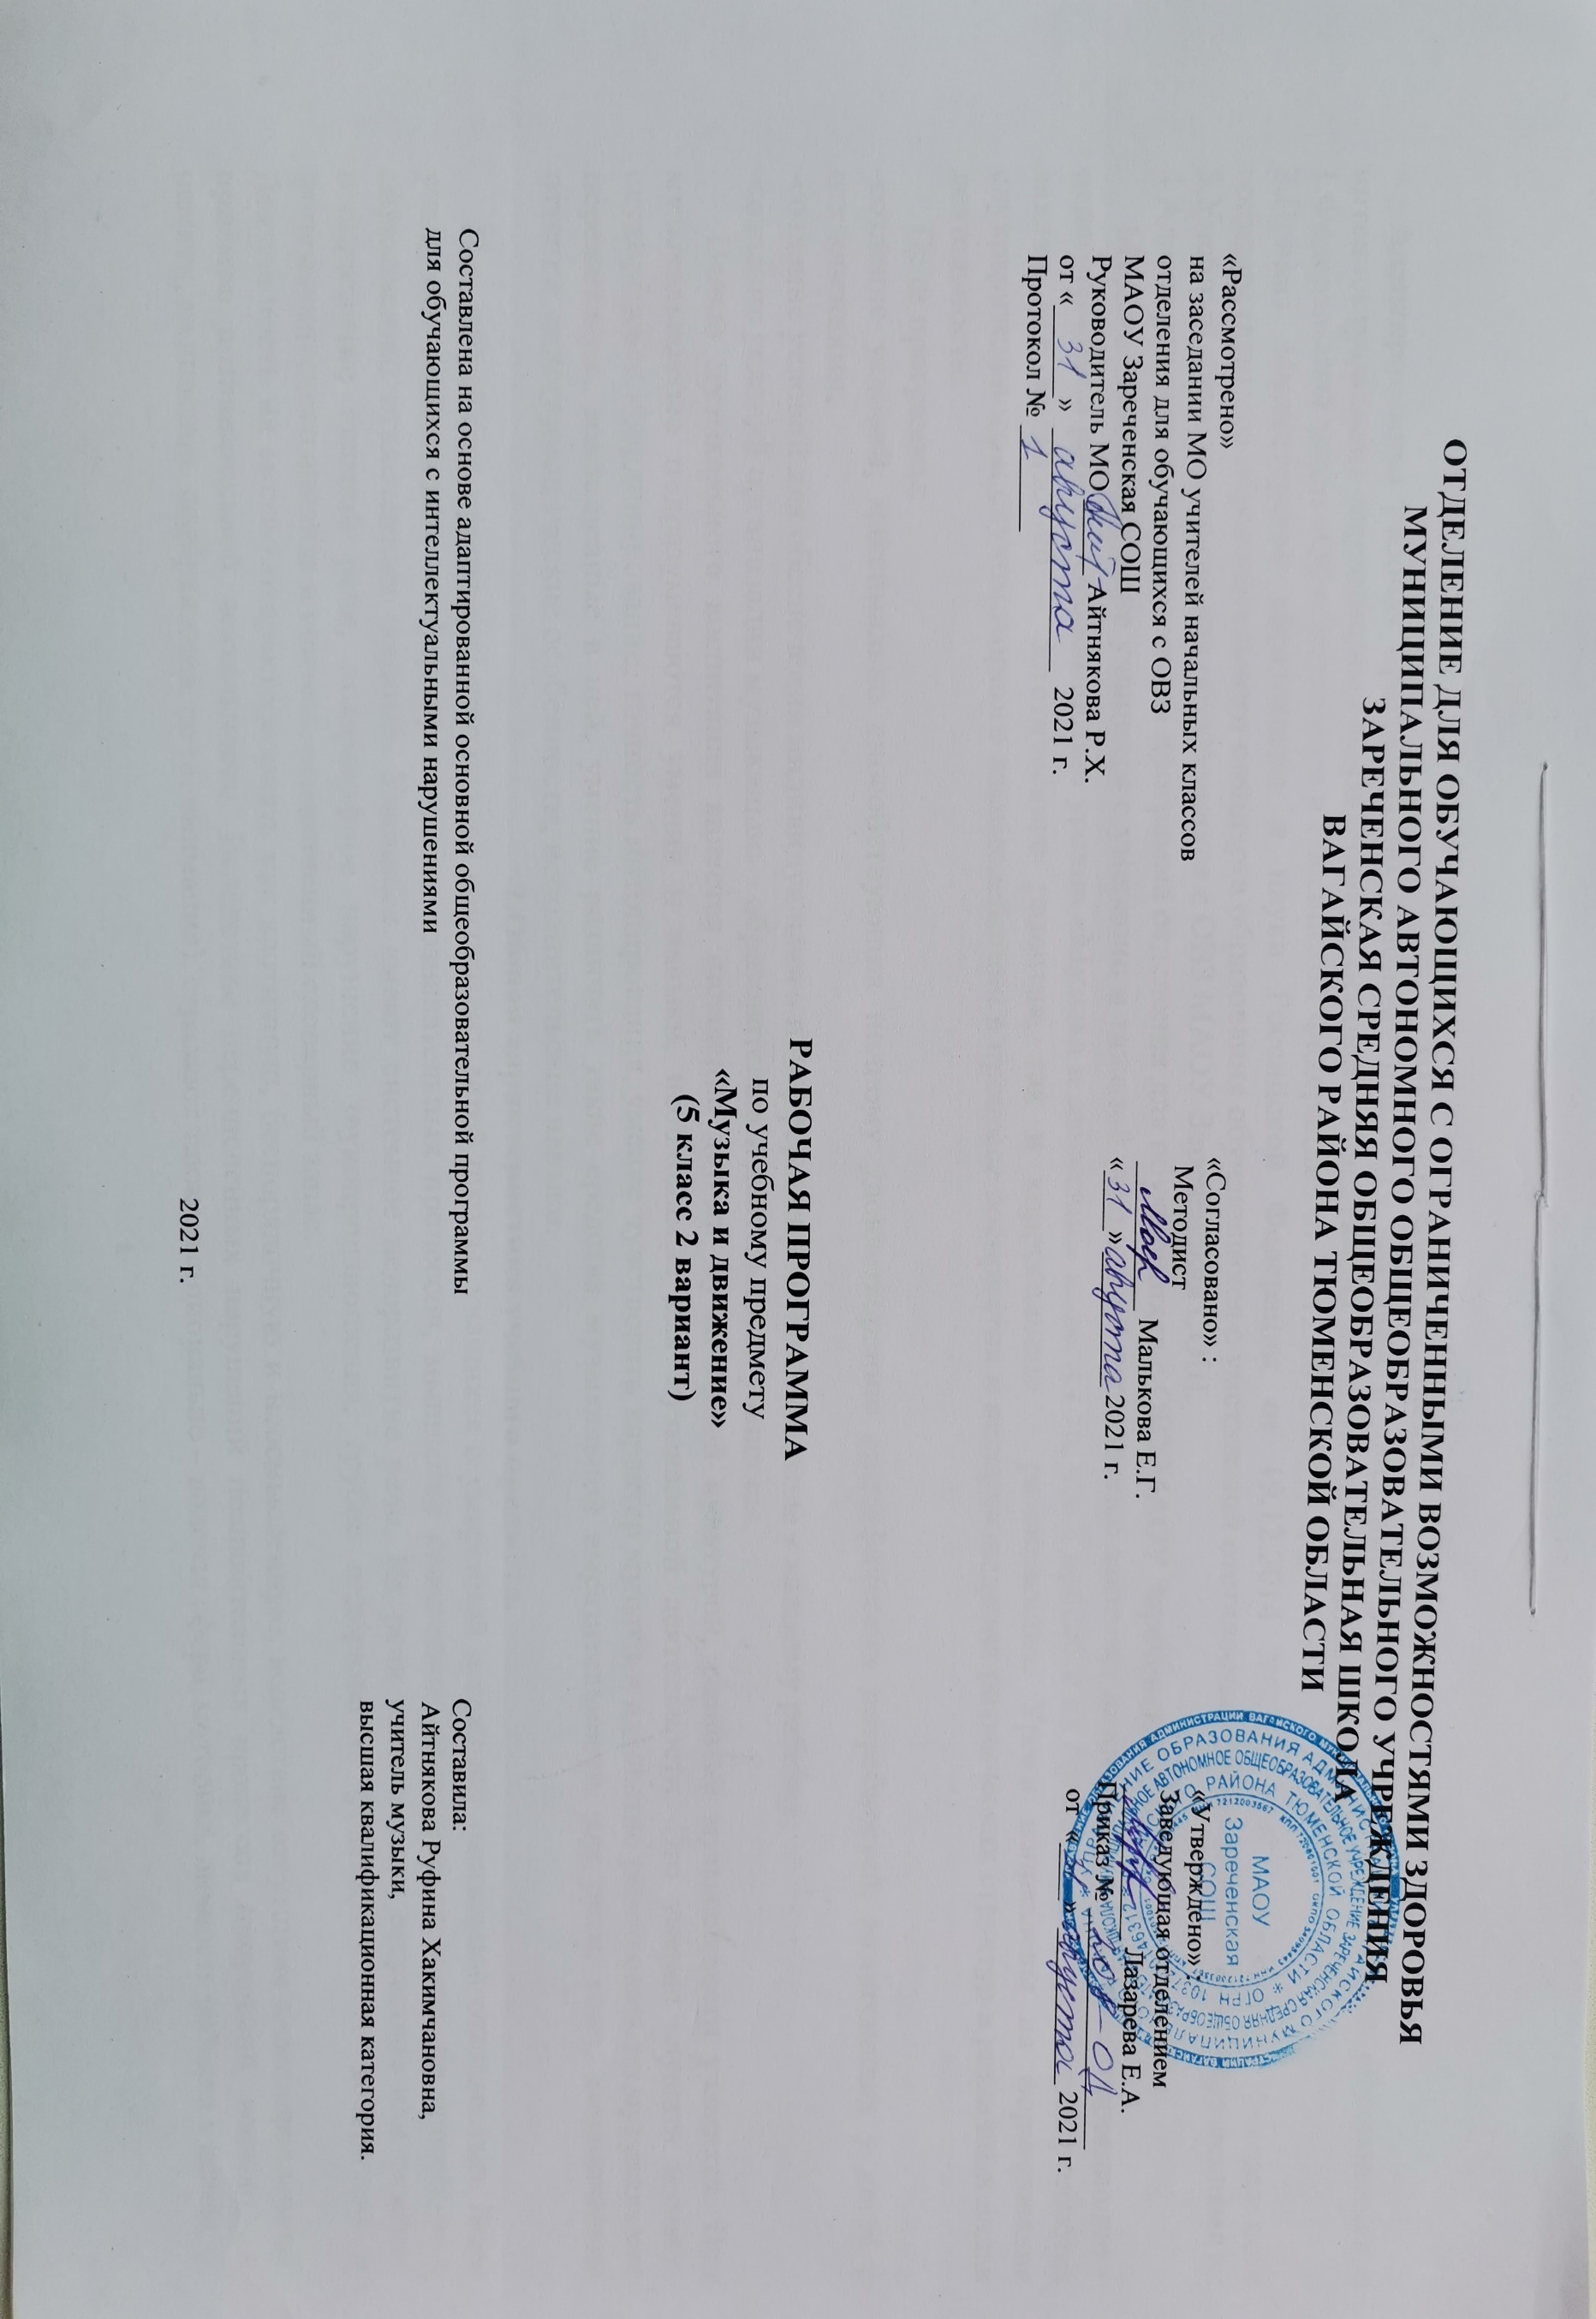 ОТДЕЛЕНИЕ ДЛЯ ОБУЧАЮЩИХСЯ С ОГРАНИЧЕННЫМИ ВОЗМОЖНОСТЯМИ ЗДОРОВЬЯ
МУНИЦИПАЛЬНОГО АВТОНОМНОГО ОБЩЕОБРАЗОВАТЕЛЬНОГО УЧРЕЖДЕНИЯ
ЗАРЕЧЕНСКАЯ СРЕДНЯЯ ОБЩЕОБРАЗОВАТЕЛЬНАЯ ШКОЛА
ВАГАЙСКОГО РАЙОНА ТЮМЕНСКОЙ ОБЛАСТИ
«Рассмотрено»
на заседании МО учителей начальных классов
отделения для обучающихся с ОВЗ
МАОУ Зареченская СОШ
Руководитель МО Айтнякова Р.Х.
от « 31 » августа 2021 г.
Протокол № 1
«Согласовано» :
Методист
Малькова Е.Г.
« 31 » августа 2021 г.
«Утверждено» :
Заведующая отделением
Лазарева Е.А.
Приказ № -ОД
от « » августа 2021 г.
МАОУ
Зареченская
СОШ
РАБОЧАЯ ПРОГРАММА
по учебному предмету
«Музыка и движение»
(5 класс 2 вариант)
Составлена на основе адаптированной основной общеобразовательной программы
для обучающихся с интеллектуальными нарушениями
Составила:
Айтнякова Руфина Хакимчановна,
учитель музыки,
высшая квалификационная категория.
2021 г.